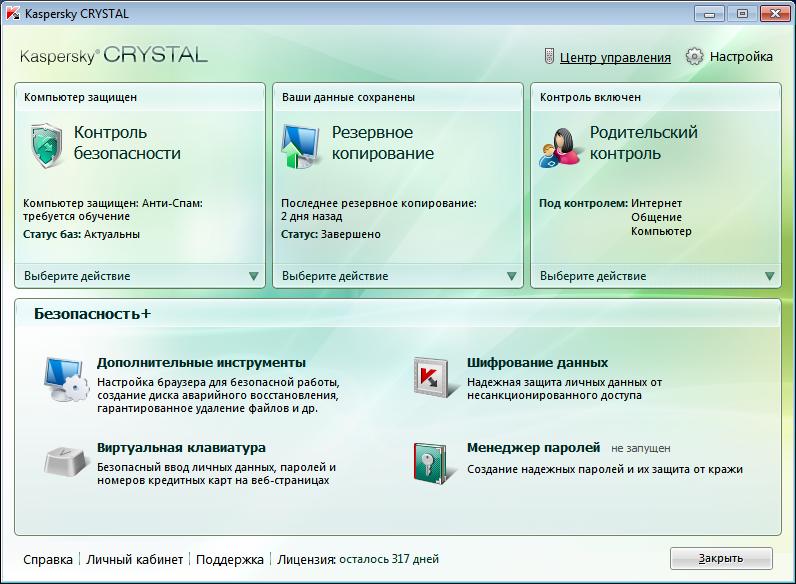 Kaspersky CRYSTAL
Kaspersky® CRYSTAL
Центр управления
Настройка
Компьютер защищен
Контроль
безопасности
Компьютер защищен: Анти-Спам:
требуется обучение
Статус баз: Актуальны
Выберите действие
Ваши данные сохранены
Резервное
копирование
Последнее резервное копирование:
2 дня назад
Статус: Завершено
Выберите действие
Контроль включен
Родительский
контроль
Под контролем: Интернет
Общение
Компьютер
Выберите действие
Безопасность+
Дополнительные инструменты
Настройка браузера для безопасной работы,
создание диска аварийного восстановления,
гарантированное удаление файлов и др.
Шифрование данных
Надежная защита личных данных от
несанкционированного доступа
Виртуальная клавиатура
Безопасный ввод личных данных, паролей и
номеров кредитных карт на веб-страницах
Менеджер паролей не запущен
Создание надежных паролей и их защита от кражи
Справка | Личный кабинет | Поддержка | Лицензия: осталось 317 дней
Закрыть